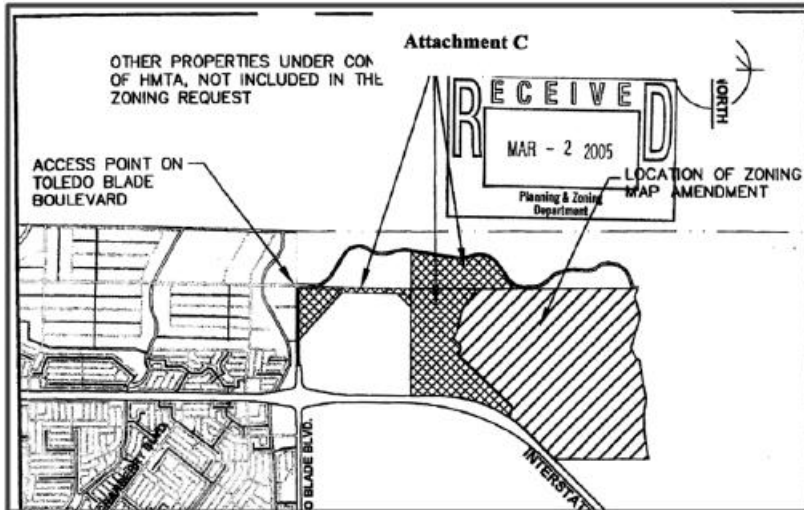 Attachment C
OTHER PROPERTIES UNDER CON
OF HMTA, NOT INCLUDED IN THE
ZONING REQUEST
RECEIVED
MAR - 2 2005
Planning & Zoning
Department
NORTH
ACCESS POINT ON
TOLEDO BLADE
BOULEVARD
LOCATION OF ZONING
MAP AMENDMENT
O BLADE BLVD.
INTERSTATE